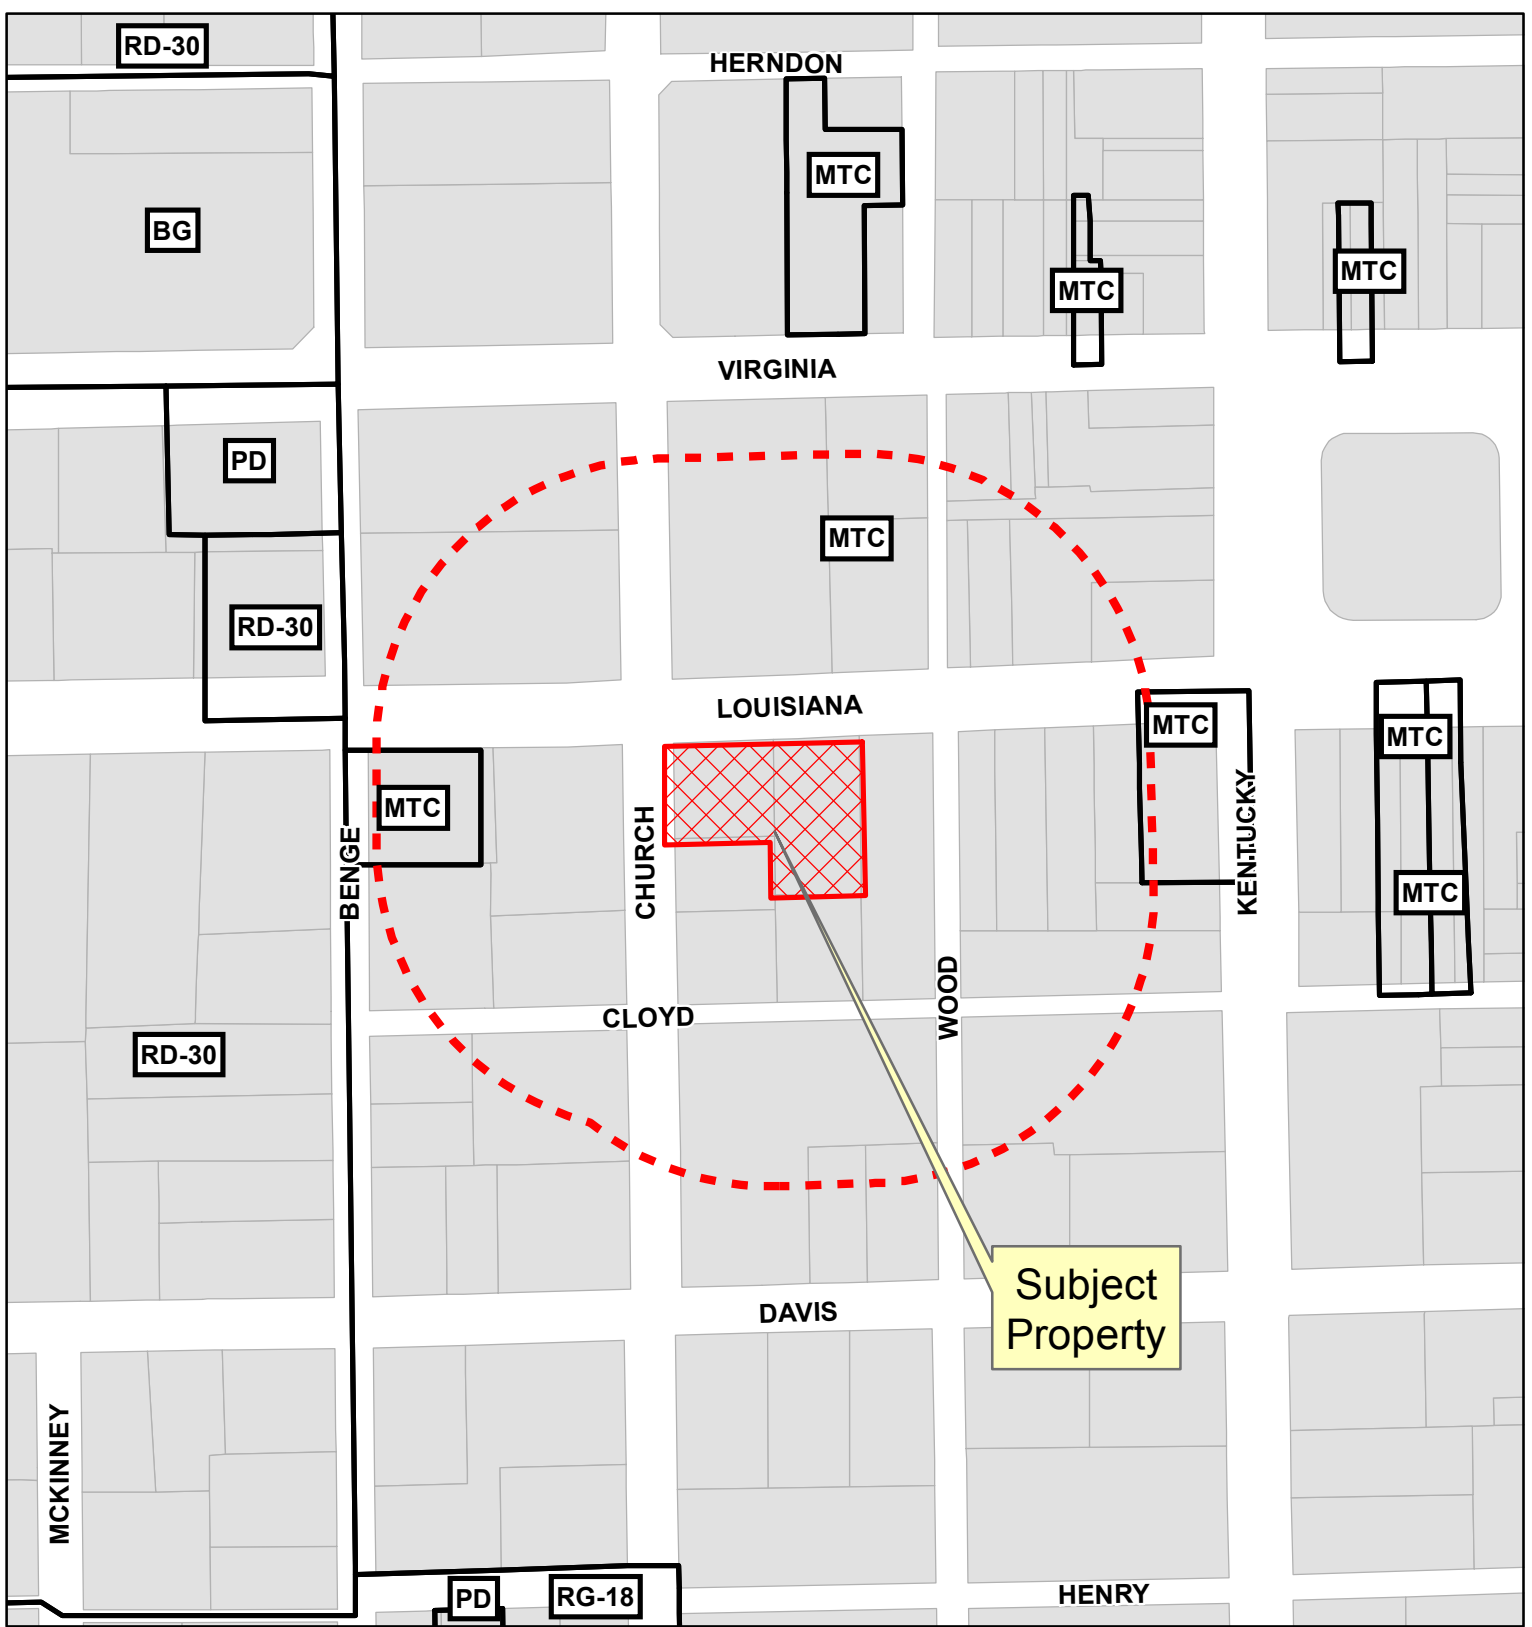 RD-30
HERNDON
MTC
BG
MTC
MTC
VIRGINIA
PD
MTC
RD-30
LOUISIANA
MTC
MTC
MTC
BENGE
CHURCH
KENTUCKY
MTC
WOOD
CLOYD
RD-30
Subject
Property
DAVIS
MCKINNEY
PD
RG-18
HENRY